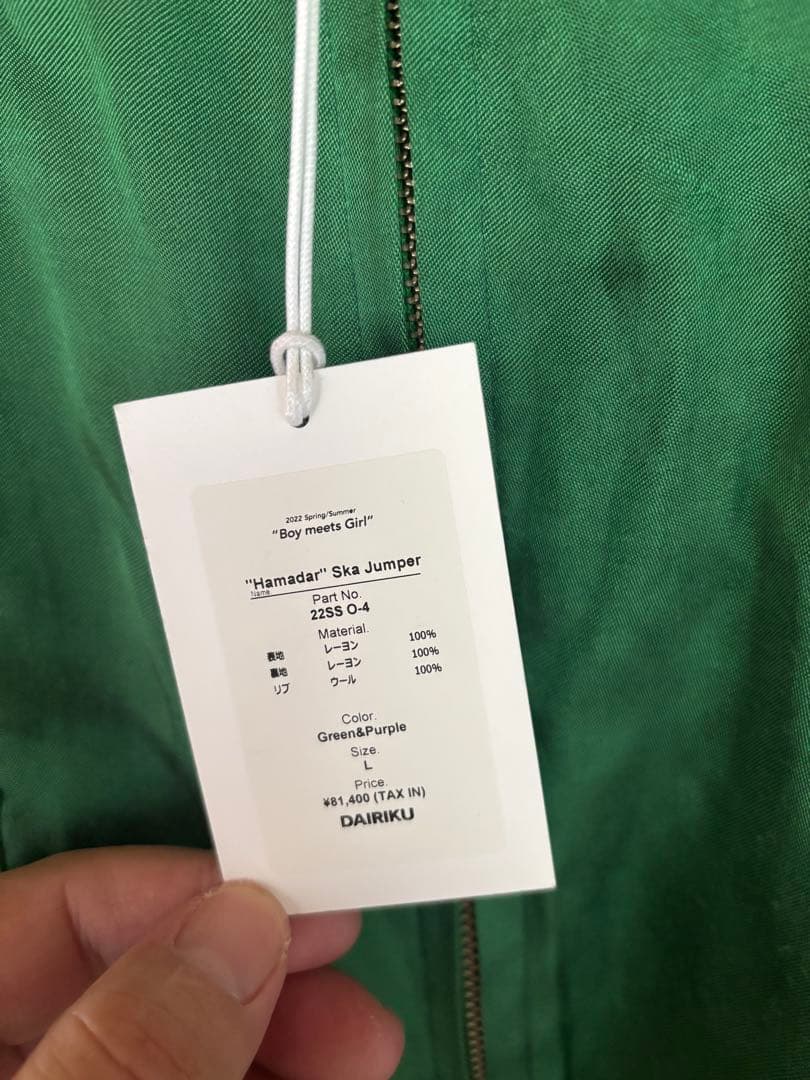 2022 Spring/Summer
"Boy meets Girl"
"Hamadar" Ska Jumper
Name.
Part No.
22SS O-4
Material.
表地 レーヨン 100%
裏地 レーヨン 100%
リブ ウール 100%
Color.
Green&Purple
Size.
L
Price.
¥81,400 (TAX IN)
DAIRIKU